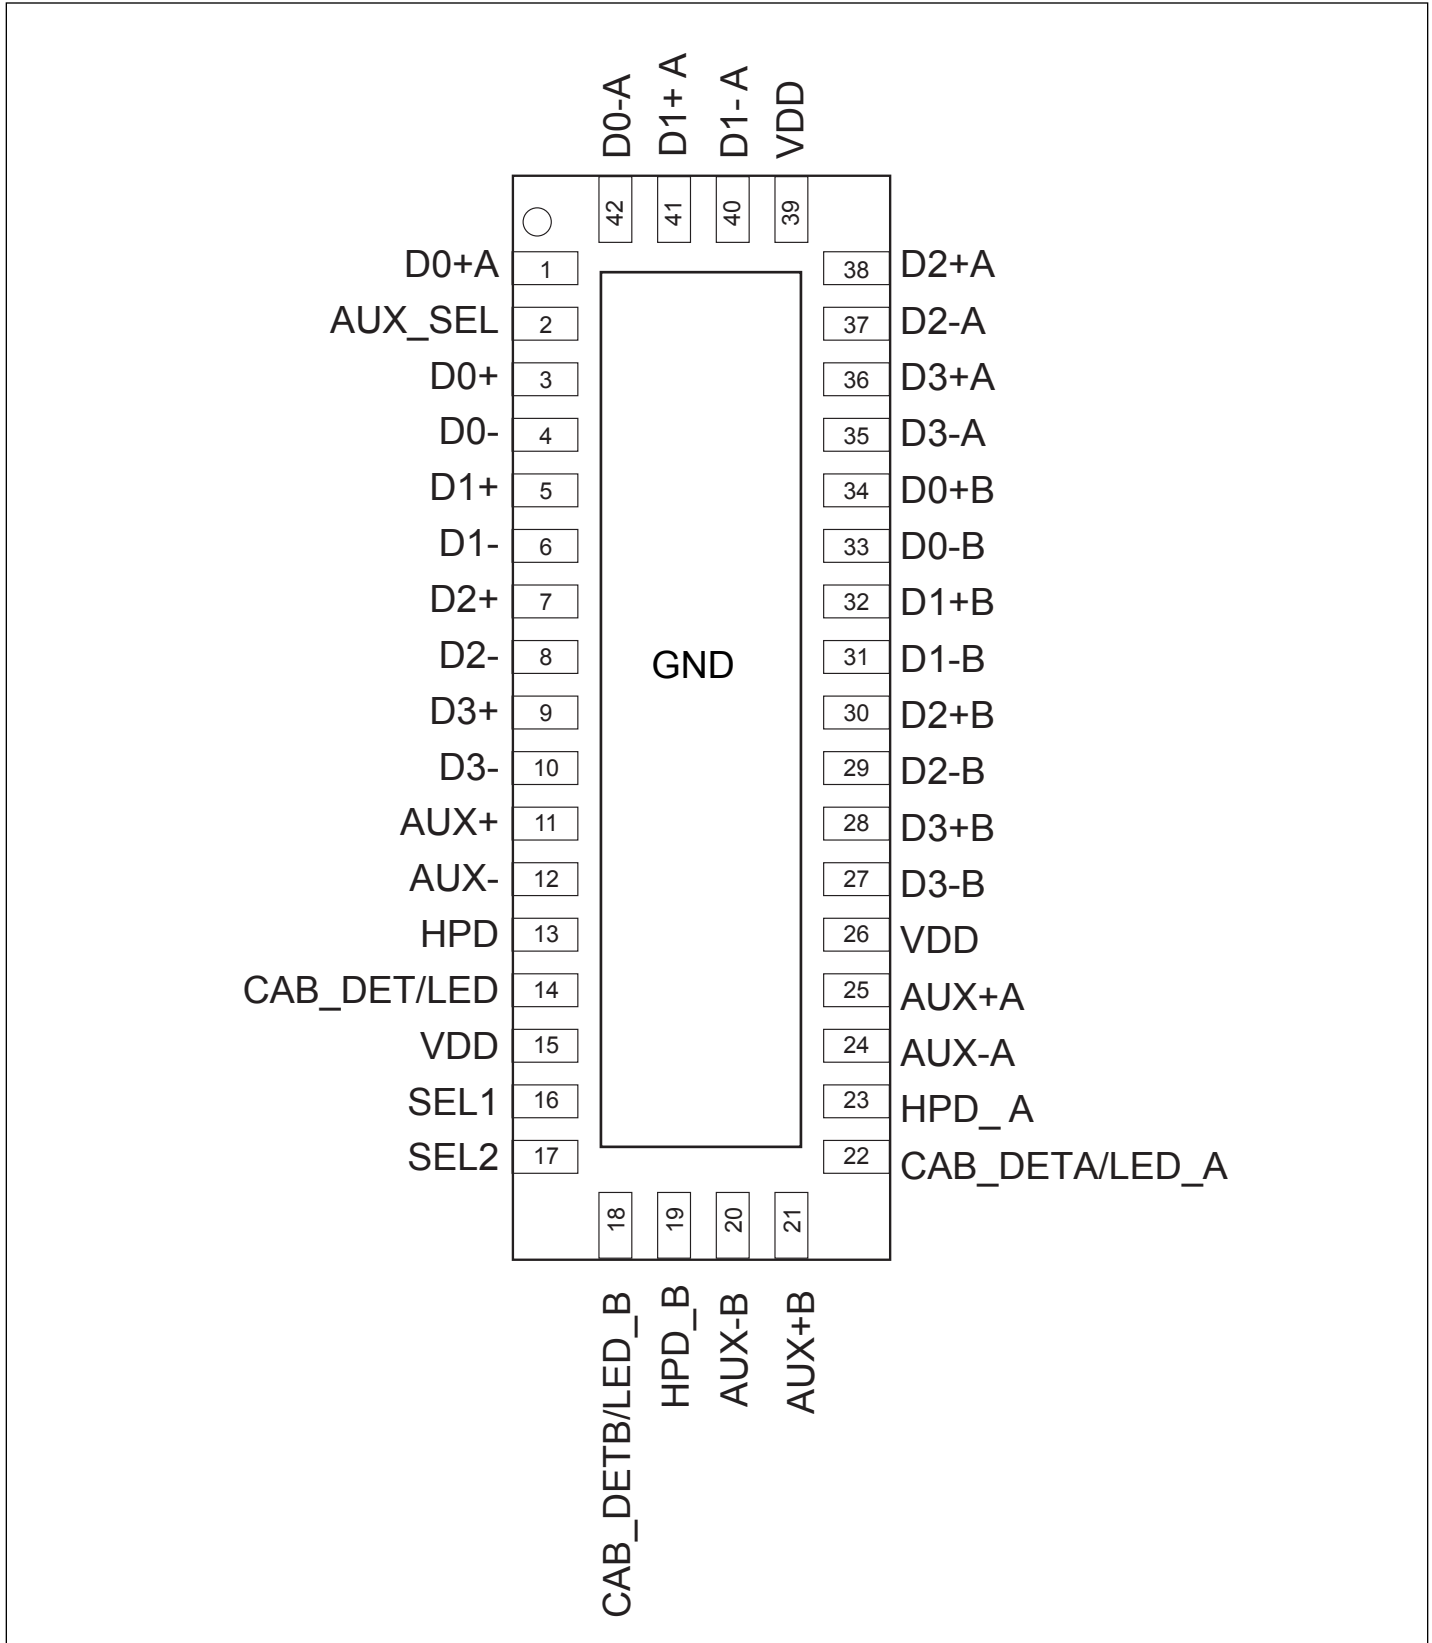 D0-A
D1+ A
D1- A
VDD
42
41
40
39
D0+A 1
38 D2+A
AUX_SEL 2
37 D2-A
D0+ 3
36 D3+A
D0- 4
35 D3-A
D1+ 5
34 D0+B
D1- 6
33 D0-B
D2+ 7
32 D1+B
D2- 8
GND
31 D1-B
D3+ 9
30 D2+B
D3- 10
29 D2-B
AUX+ 11
28 D3+B
AUX- 12
27 D3-B
HPD 13
26 VDD
CAB_DET/LED 14
25 AUX+A
VDD 15
24 AUX-A
SEL1 16
23 HPD_ A
SEL2 17
22 CAB_DETA/LED_A
18
19
20
21
CAB_DETB/LED_B
HPD_B
AUX-B
AUX+B